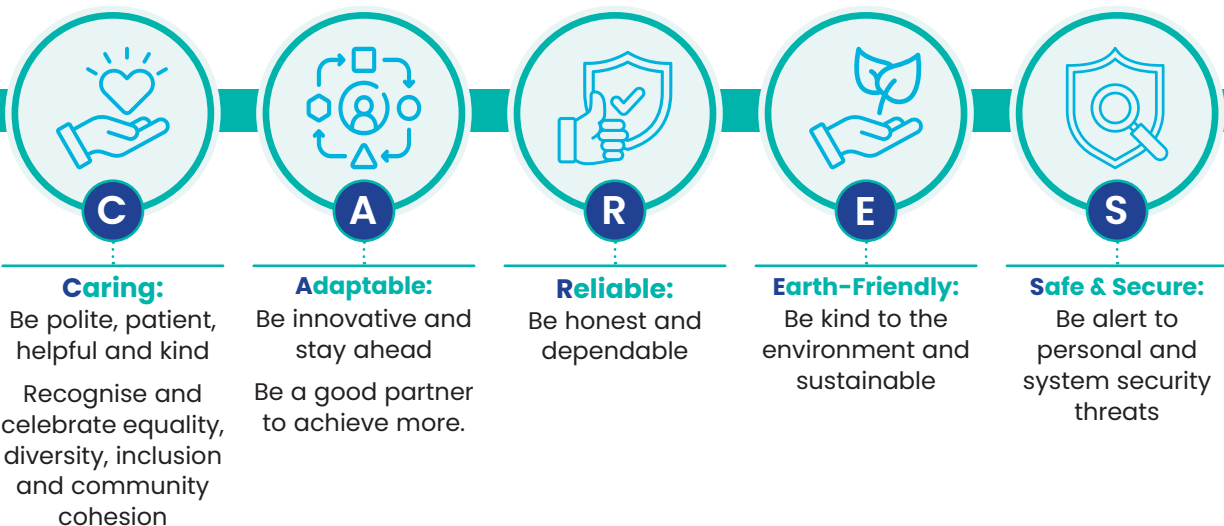 C
Caring:
Be polite, patient,
helpful and kind
Recognise and
celebrate equality,
diversity, inclusion
and community
cohesion
A
Adaptable:
Be innovative and
stay ahead
Be a good partner
to achieve more.
R
Reliable:
Be honest and
dependable
E
Earth-Friendly:
Be kind to the
environment and
sustainable
S
Safe & Secure:
Be alert to
personal and
system security
threats